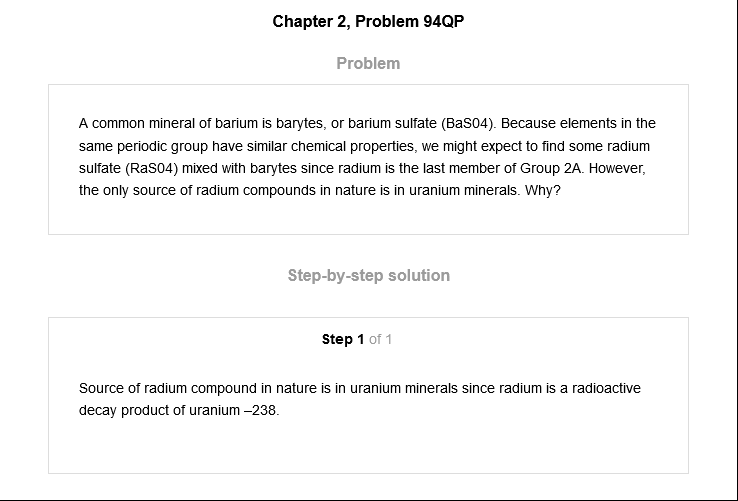 Chapter 2, Problem 94QP
Problem
A common mineral of barium is barytes, or barium sulfate (BaS04). Because elements in the
same periodic group have similar chemical properties, we might expect to find some radium
sulfate (RaS04) mixed with barytes since radium is the last member of Group 2A. However,
the only source of radium compounds in nature is in uranium minerals. Why?
Step-by-step solution
Step 1 of 1
Source of radium compound in nature is in uranium minerals since radium is a radioactive
decay product of uranium –238.